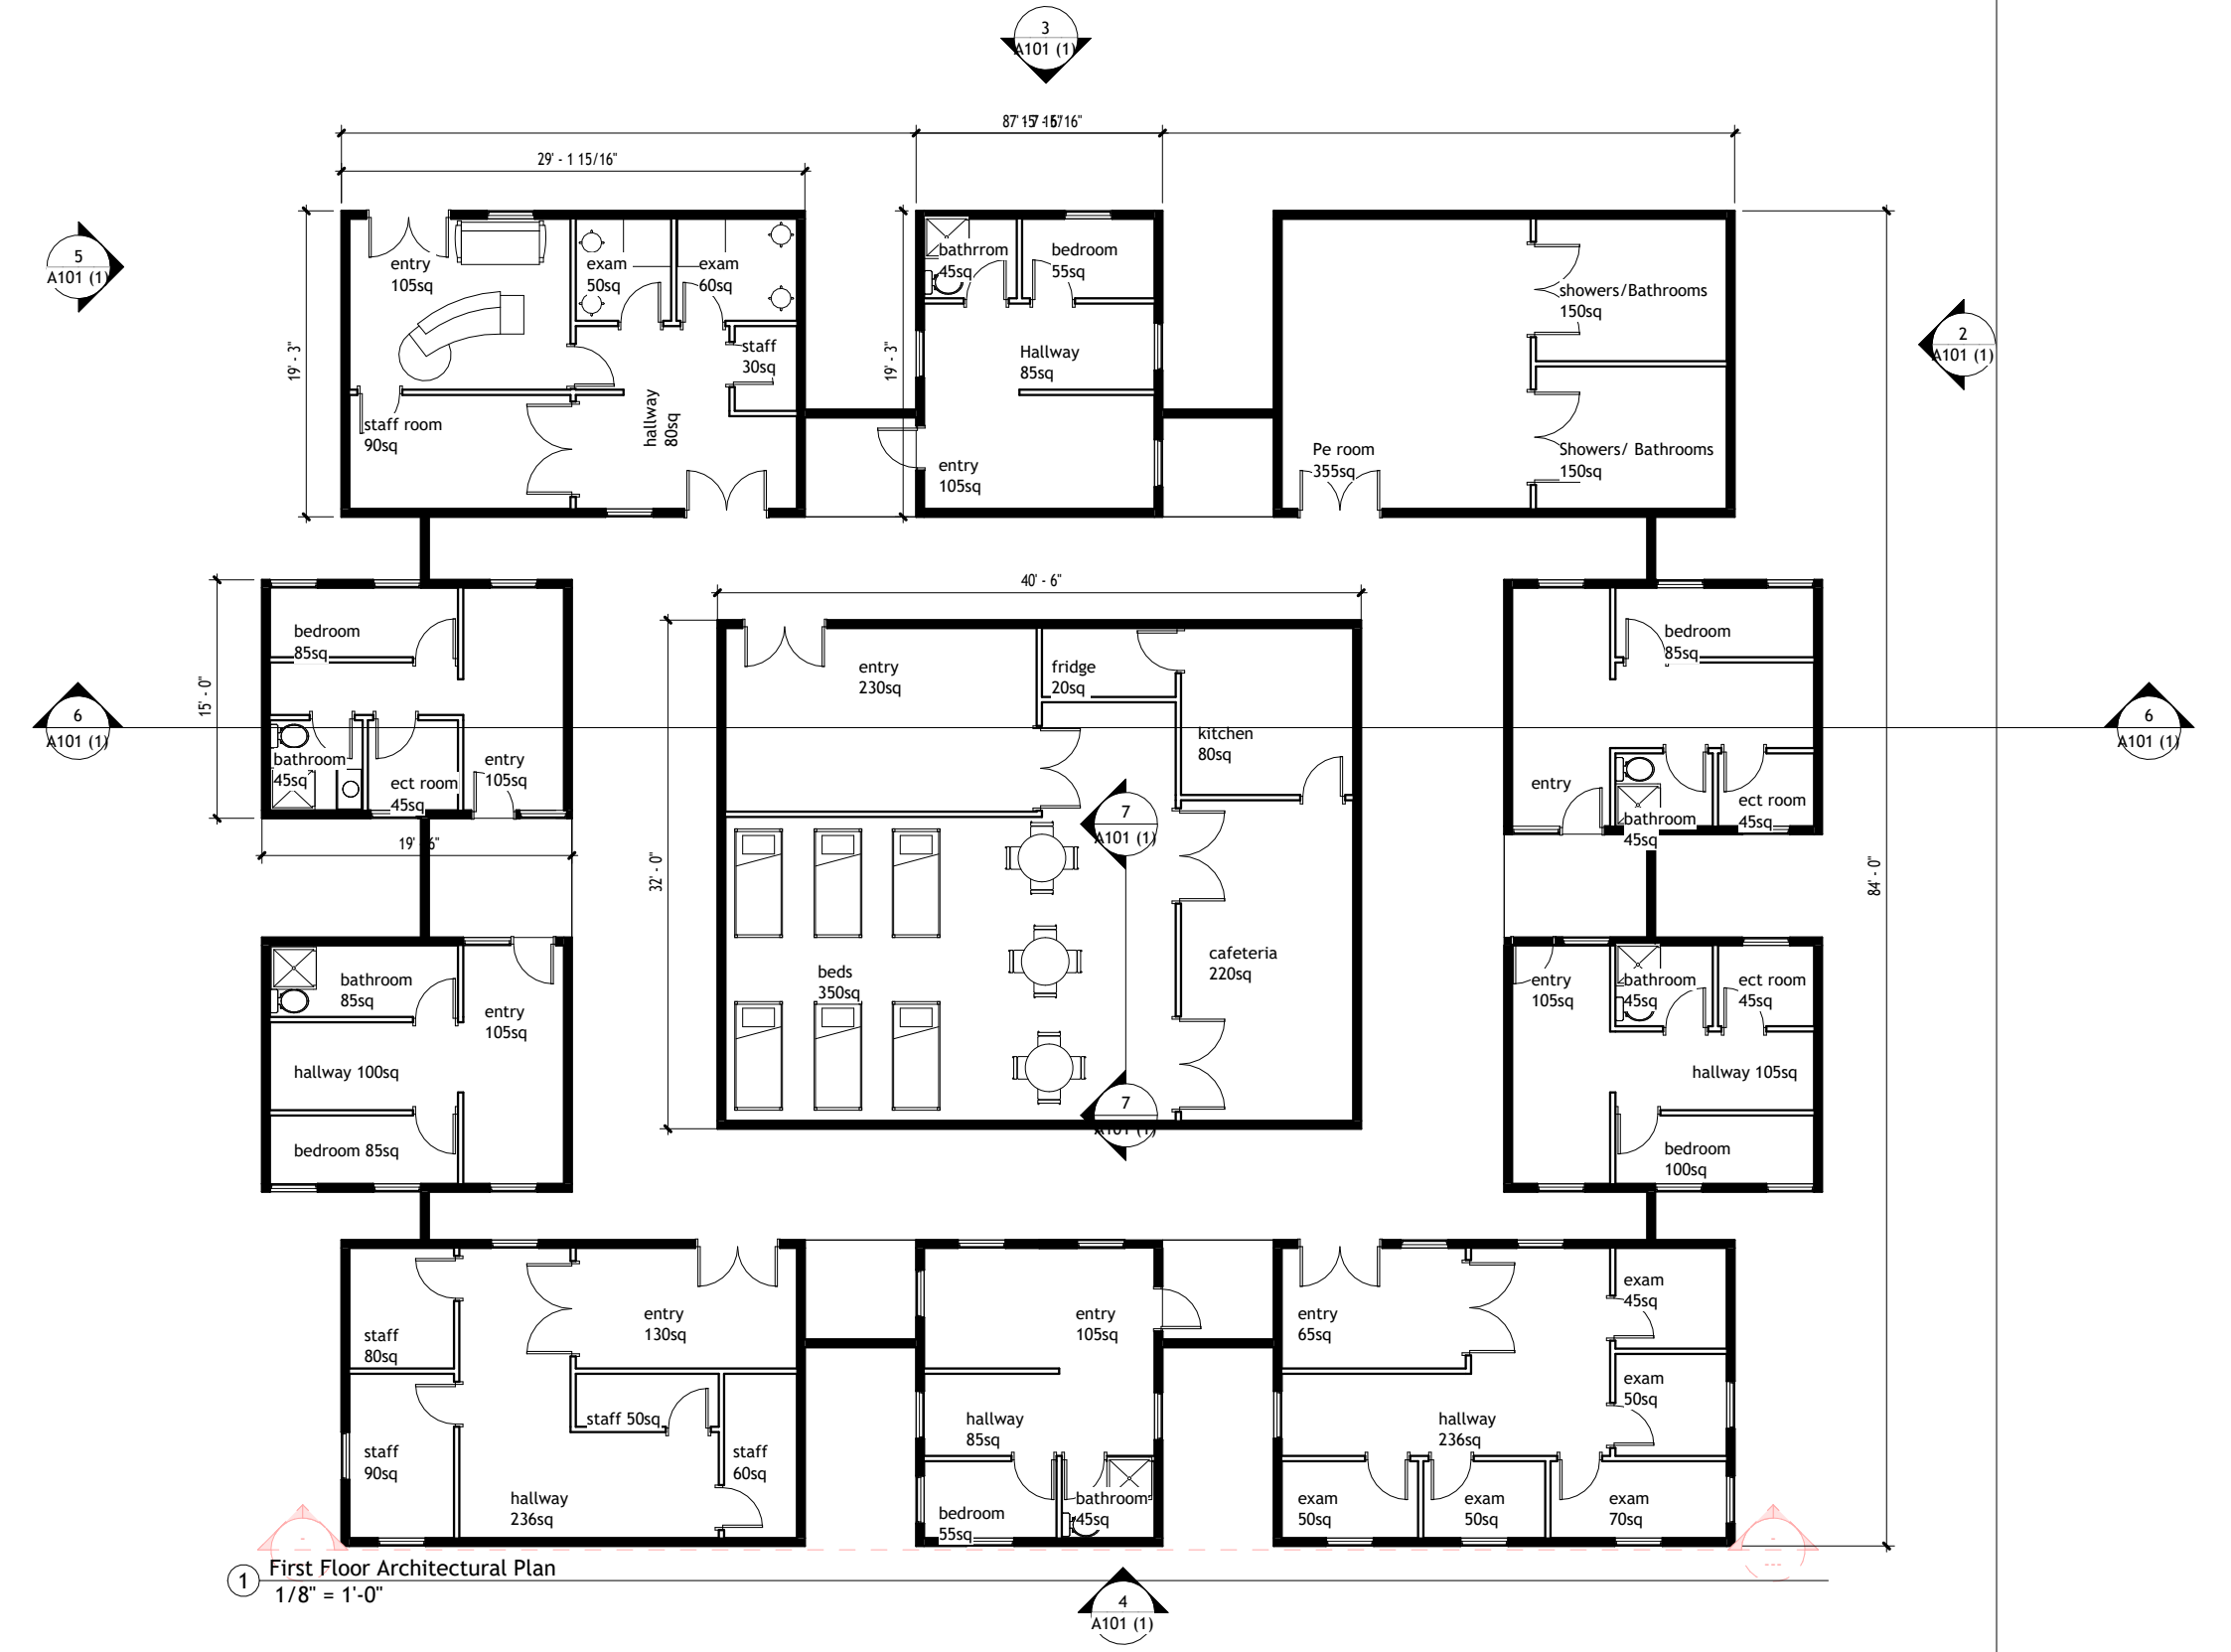 3
A101 (1)
29' - 1 15/16"
5
A101 (1)
2
A101 (1)
19' - 3"
entry
105sq
exam
50sq
exam
60sq
staff
30sq
hallway
80sq
staff room
90sq
19' - 3"
bathrrom
45sq
bedroom
55sq
Hallway
85sq
entry
105sq
showers/Bathrooms
150sq
Pe room
355sq
Showers/ Bathrooms
150sq
15' - 0"
bedroom
85sq
bathroom
45sq
ect room
45sq
entry
105sq
6
A101 (1)
40' - 6"
32' - 0"
entry
230sq
fridge
20sq
kitchen
80sq
7
A101 (1)
beds
350sq
cafeteria
220sq
7
A101 (1)
bedroom
85sq
entry
bathroom
45sq
ect room
45sq
6
A101 (1)
84' - 0"
bathroom
85sq
entry
105sq
hallway 100sq
bedroom 85sq
entry
105sq
bathroom
45sq
ect room
45sq
hallway 105sq
bedroom
100sq
staff
80sq
entry
130sq
staff 50sq
staff
90sq
staff
60sq
hallway
236sq
entry
105sq
hallway
85sq
bedroom
55sq
bathroom
45sq
entry
65sq
exam
45sq
exam
50sq
hallway
236sq
exam
50sq
exam
50sq
exam
70sq
1
First Floor Architectural Plan
1/8" = 1'-0"
4
A101 (1)